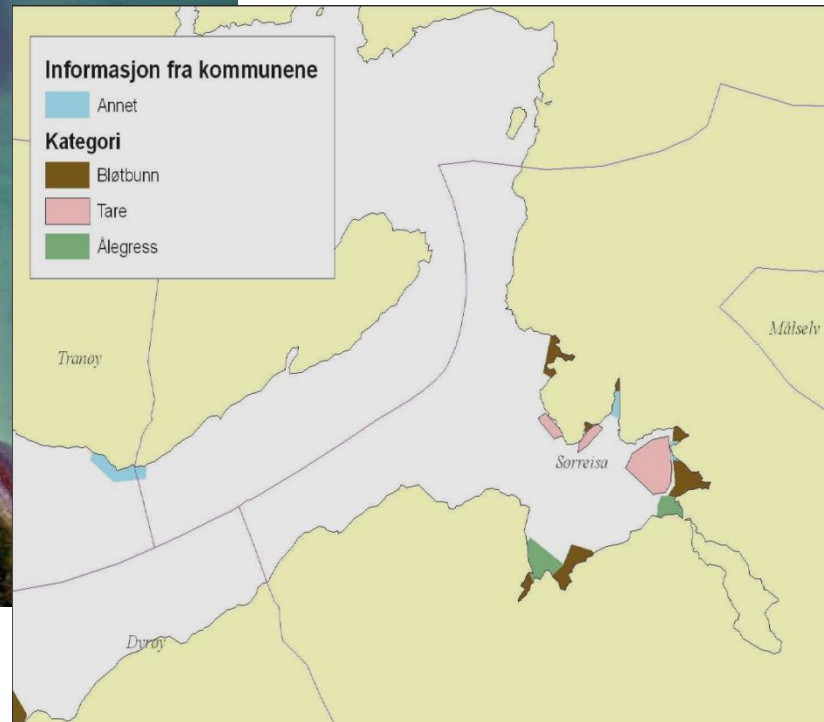 Informasjon fra kommunene
Annet
Kategori
Bløtbunn
Tare
Ålegress
Tranøy
Målselv
Sørreisa
Dyrøy